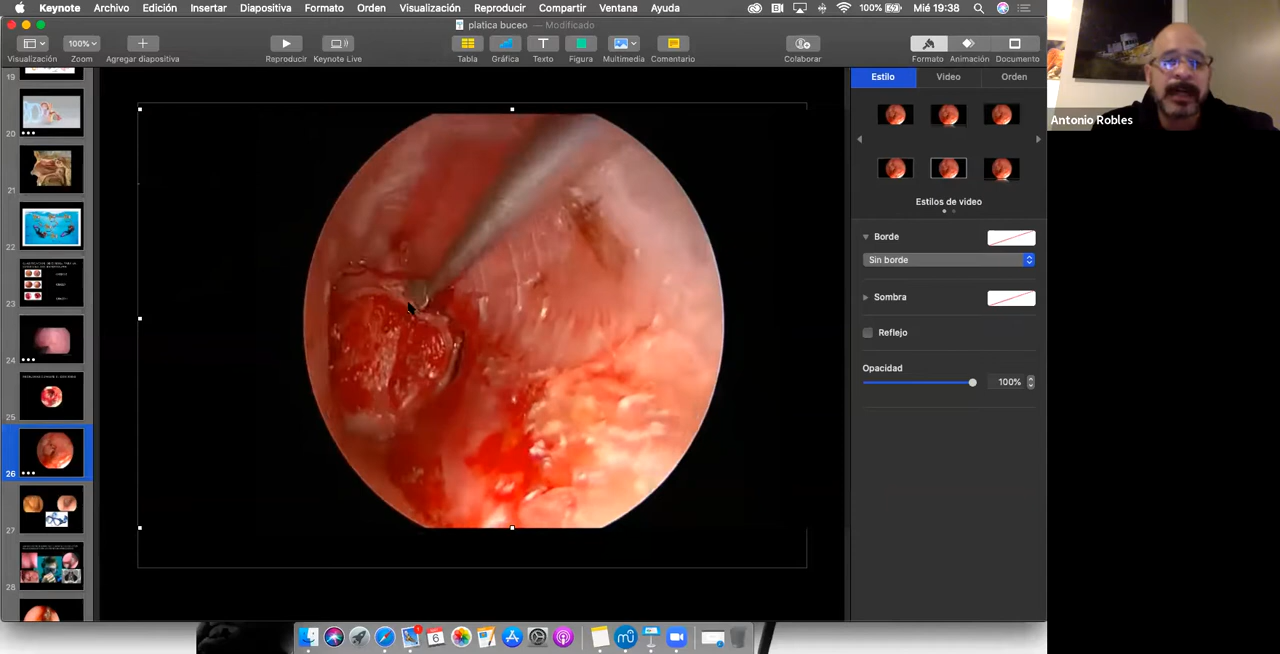 Keynote Archivo Edición Insertar Diapositiva Formato Orden Visualización Reproducir Compartir Ventana Ayuda 100% Mié 19:38
platica buceo — Modificado
100%
Visualización Zoom Agregar diapositiva Reproducir Keynote Live Tabla Gráfica Texto Figura Multimedia Comentario Colaborar Formato Animación Documento
Estilo Video Orden
Estilos de video
Borde
Sin borde
Sombra
Reflejo
Opacidad
100%
19
20
21
22
23
24
25
26
27
28
6
Antonio Robles